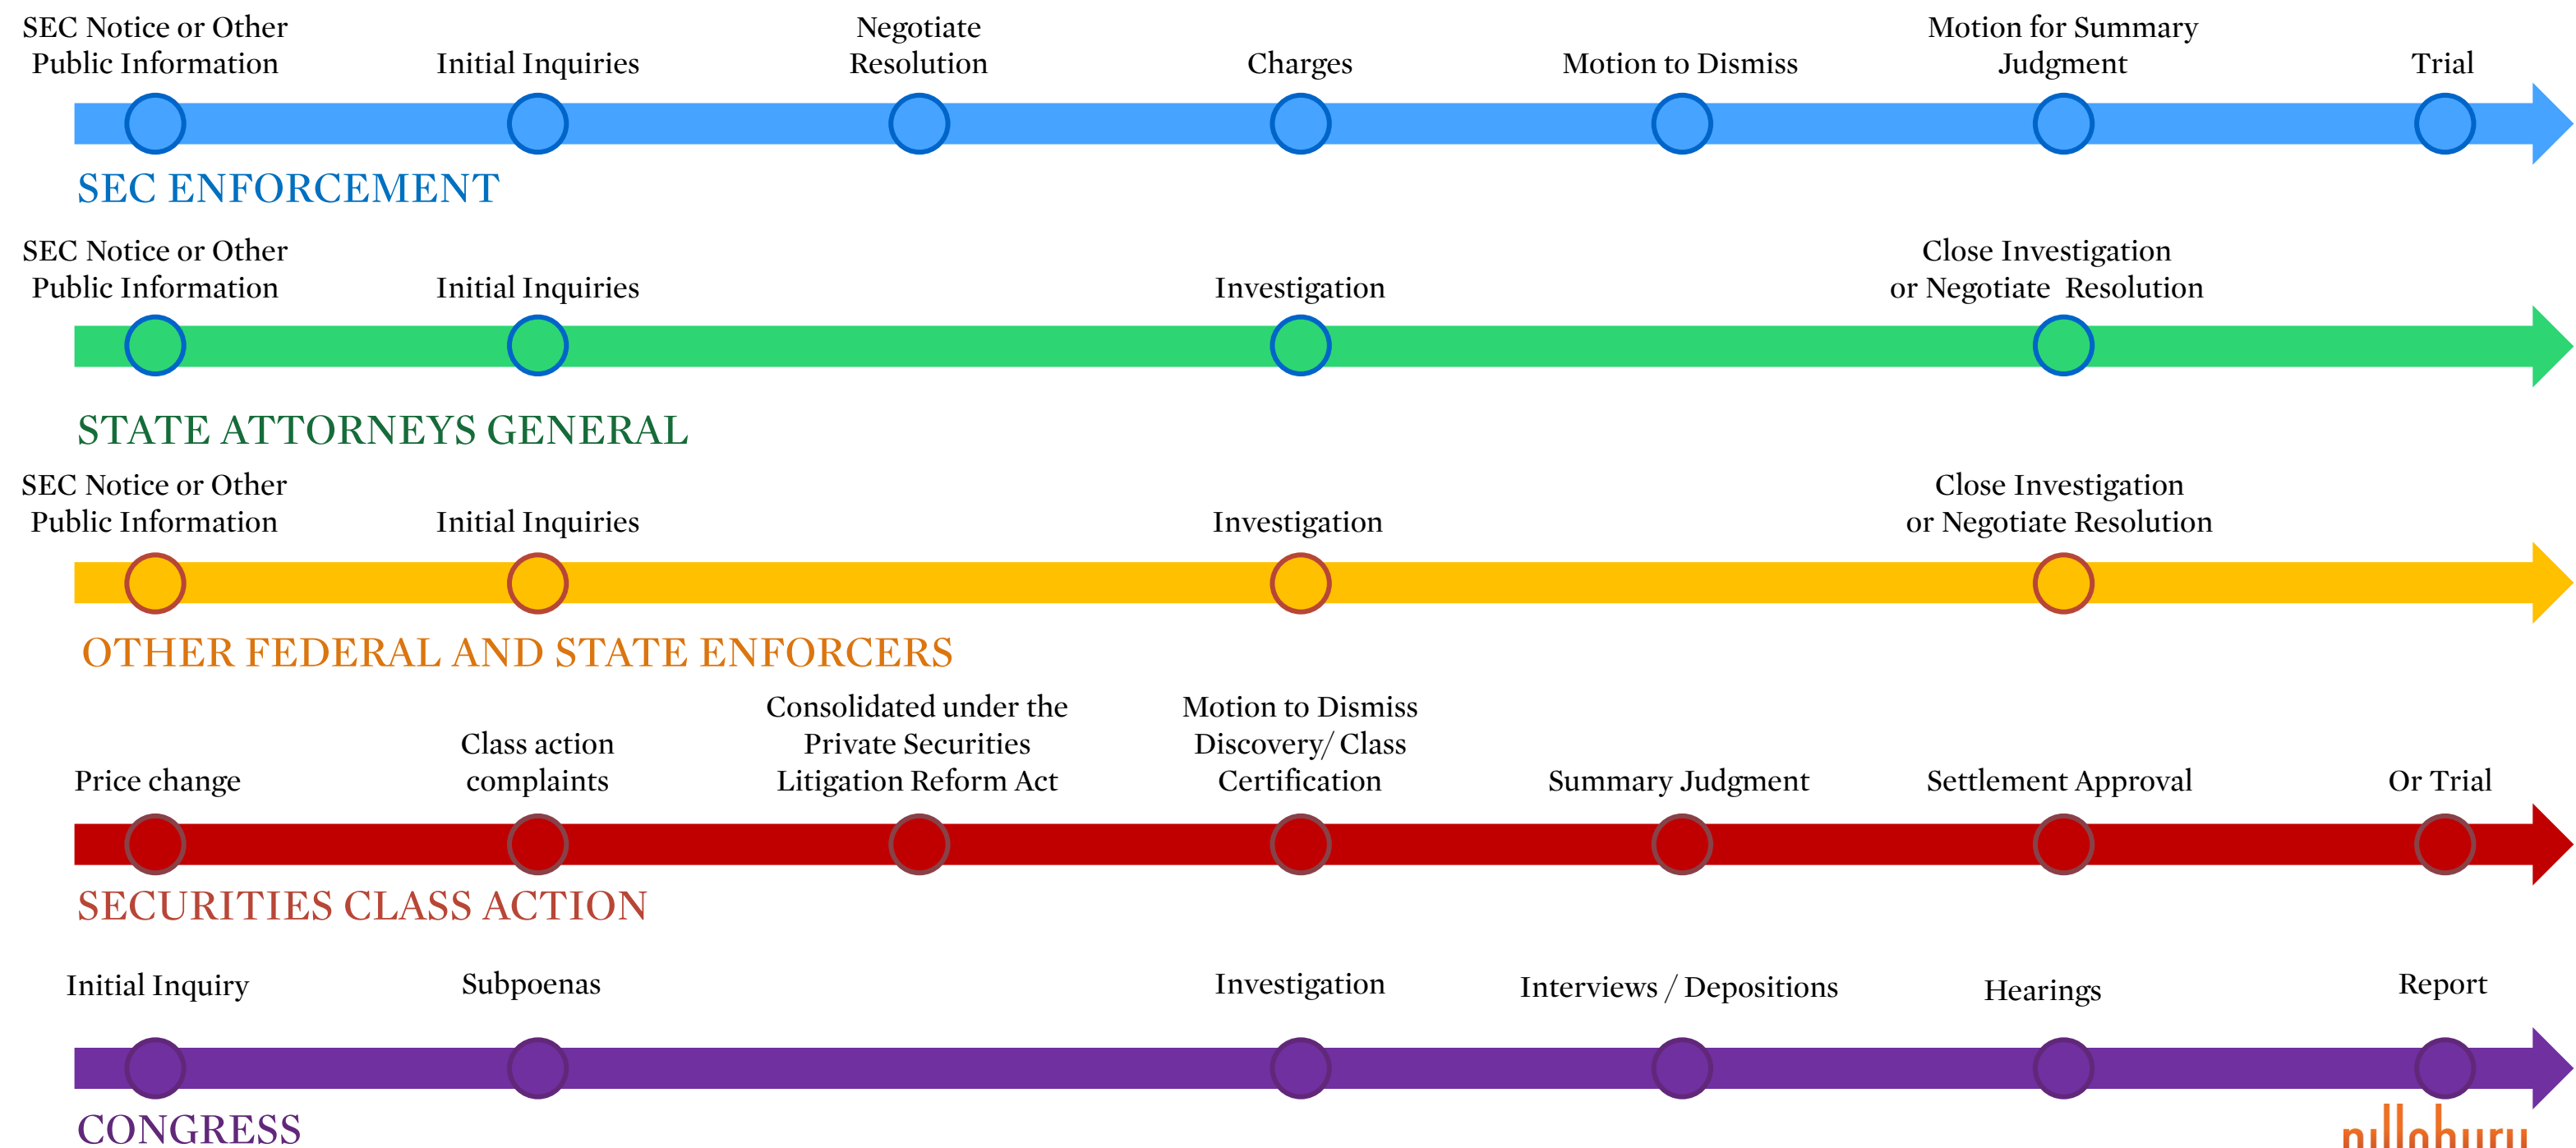 SEC Notice or Other
Public Information
Initial Inquiries
Negotiate
Resolution
Charges
Motion to Dismiss
Motion for Summary
Judgment
Trial
SEC ENFORCEMENT
SEC Notice or Other
Public Information
Initial Inquiries
Investigation
Close Investigation
or Negotiate  Resolution
STATE ATTORNEYS GENERAL
SEC Notice or Other
Public Information
Initial Inquiries
Investigation
Close Investigation
or Negotiate Resolution
OTHER FEDERAL AND STATE ENFORCERS
Price change
Class action
complaints
Consolidated under the
Private Securities
Litigation Reform Act
Motion to Dismiss
Discovery/ Class
Certification
Summary Judgment
Settlement Approval
Or Trial
SECURITIES CLASS ACTION
Initial Inquiry
Subpoenas
Investigation
Interviews / Depositions
Hearings
Report
CONGRESS